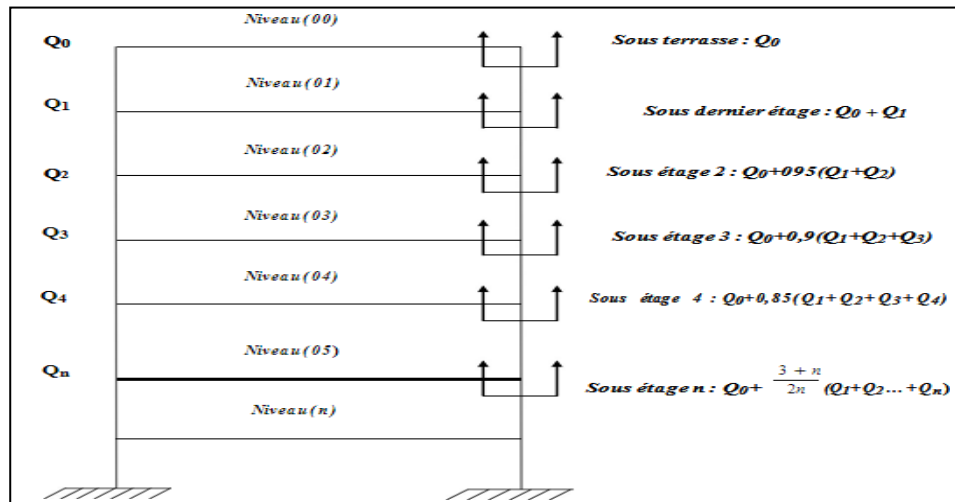 Niveau(00)
Q0
Sous terrasse : Q0
Niveau(01)
Q1
Sous dernier étage : Q0 + Q1
Niveau(02)
Q2
Sous étage 2 : Q0+095(Q1+Q2)
Niveau(03)
Q3
Sous étage 3 : Q0+0,9(Q1+Q2+Q3)
Niveau(04)
Q4
Sous étage 4 : Q0+0,85(Q1+Q2+Q3+Q4)
Niveau(05)
Qn
Sous étage n : Q0+ 3 + n / 2n (Q1+Q2...+Qn)
Niveau(n)